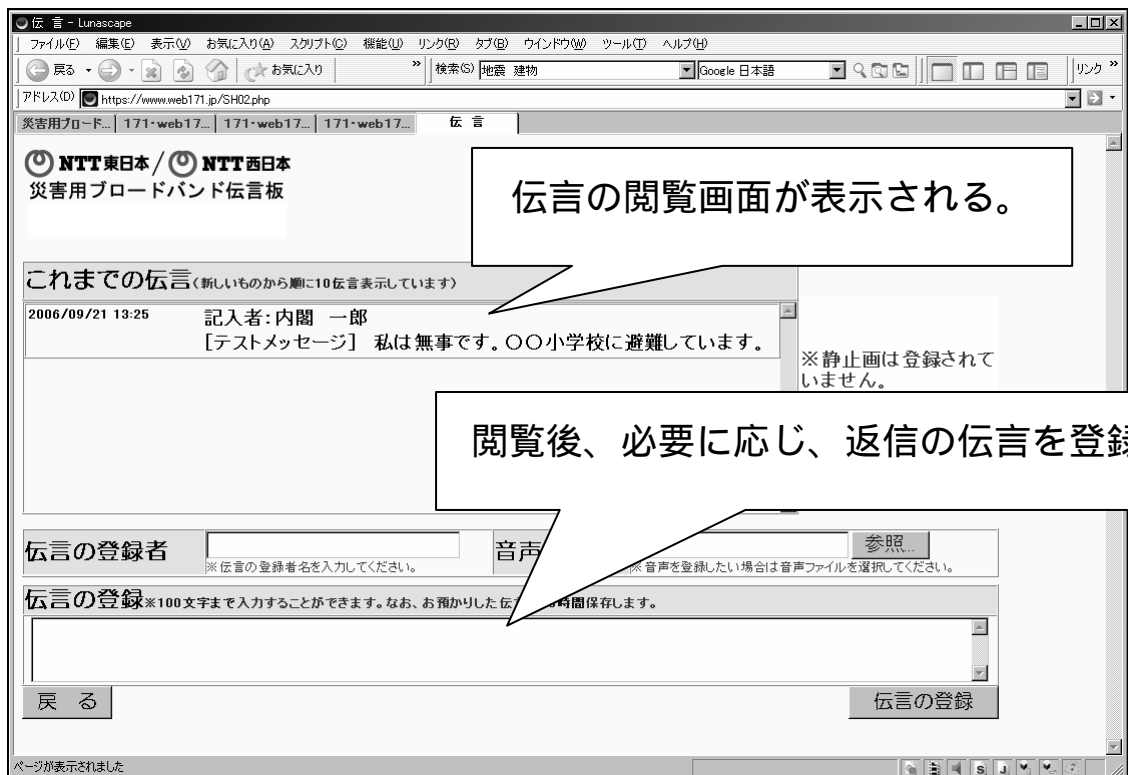 伝 言 - Lunascape
ファイル(F) 編集(E) 表示(V) お気に入り(A) スクリプト(C) 機能(U) リンク(R) タブ(B) ウインドウ(W) ツール(T) ヘルプ(H)
戻る お気に入り » 検索(S) 地震 建物 Google 日本語 リンク »
アドレス(D) https://www.web171.jp/SH02.php
災害用ブロード... 171-web17... 171-web17... 171-web17... 伝 言
NTT東日本/NTT西日本
災害用ブロードバンド伝言板
伝言の閲覧画面が表示される。
これまでの伝言(新しいものから順に10伝言表示しています)
2006/09/21 13:25 記入者:内閣 一郎
[テストメッセージ] 私は無事です。○○小学校に避難しています。
※静止画は登録されて
いません。
閲覧後、必要に応じ、返信の伝言を登録
伝言の登録者 音声 参照...
※伝言の登録者名を入力してください。 ※音声を登録したい場合は音声ファイルを選択してください。
伝言の登録※100文字まで入力することができます。なお、お預かりした伝 時間保存します。
戻 る 伝言の登録
ページが表示されました
S J